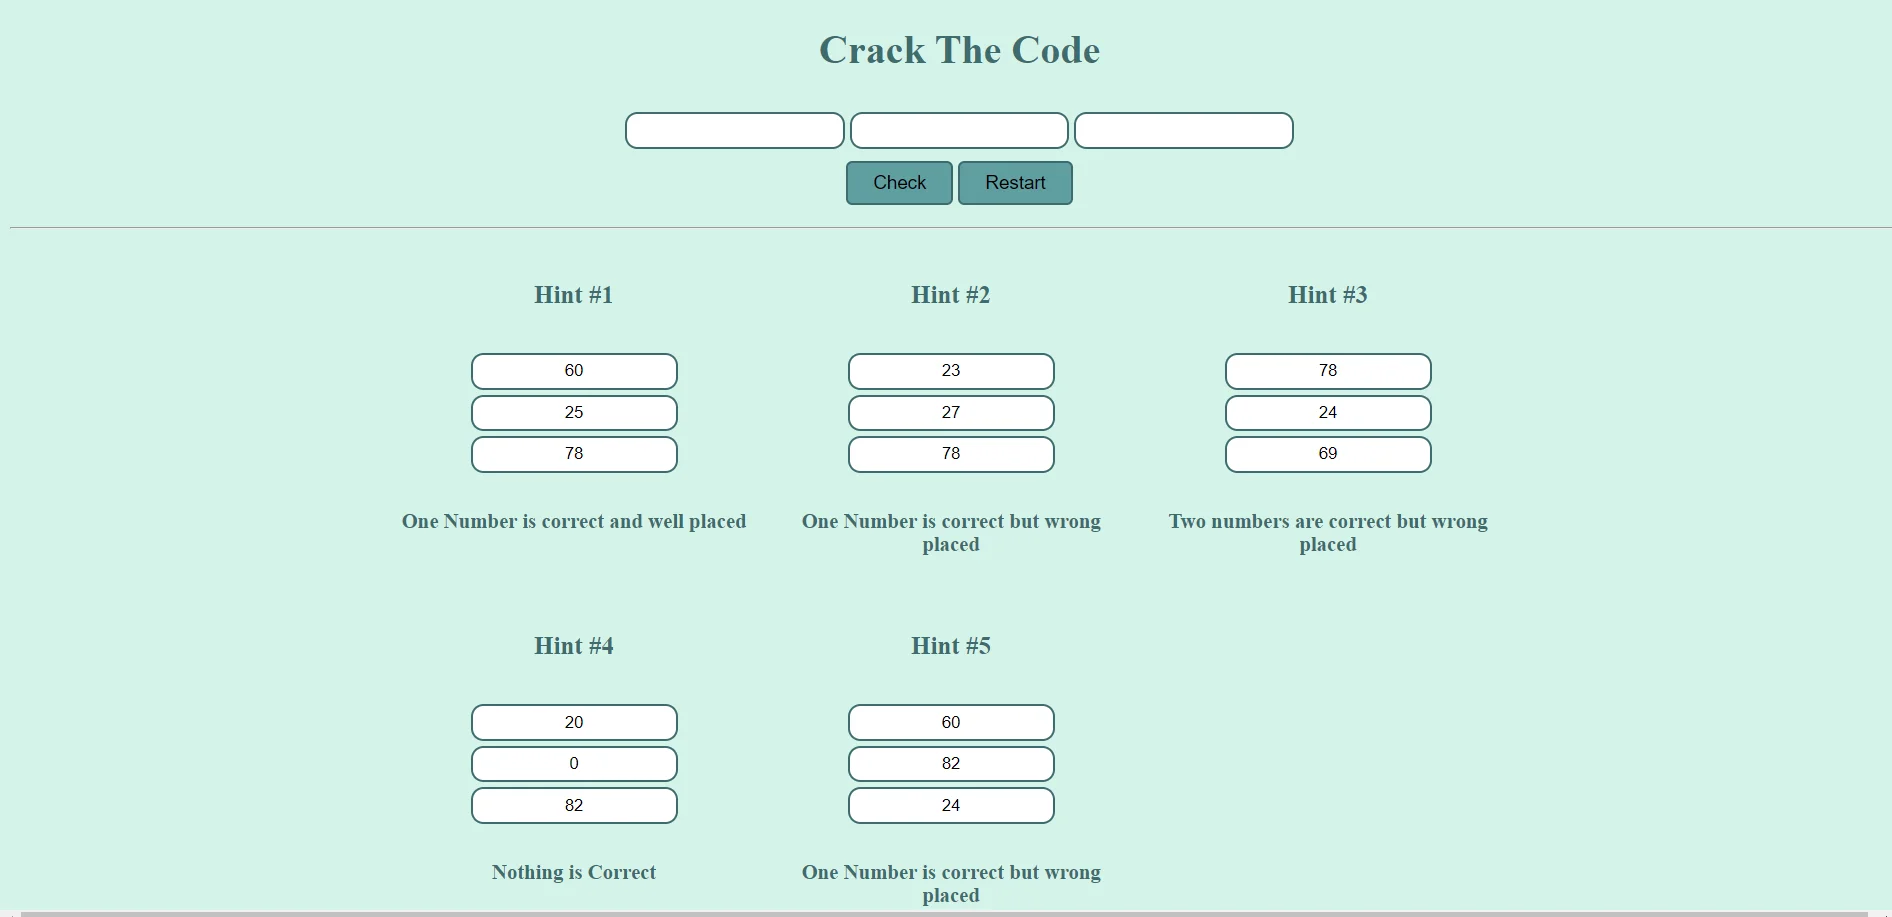 Crack The Code
Check
Restart
Hint #1
60
25
78
One Number is correct and well placed
Hint #2
23
27
78
One Number is correct but wrong
placed
Hint #3
78
24
69
Two numbers are correct but wrong
placed
Hint #4
20
0
82
Nothing is Correct
Hint #5
60
82
24
One Number is correct but wrong
placed